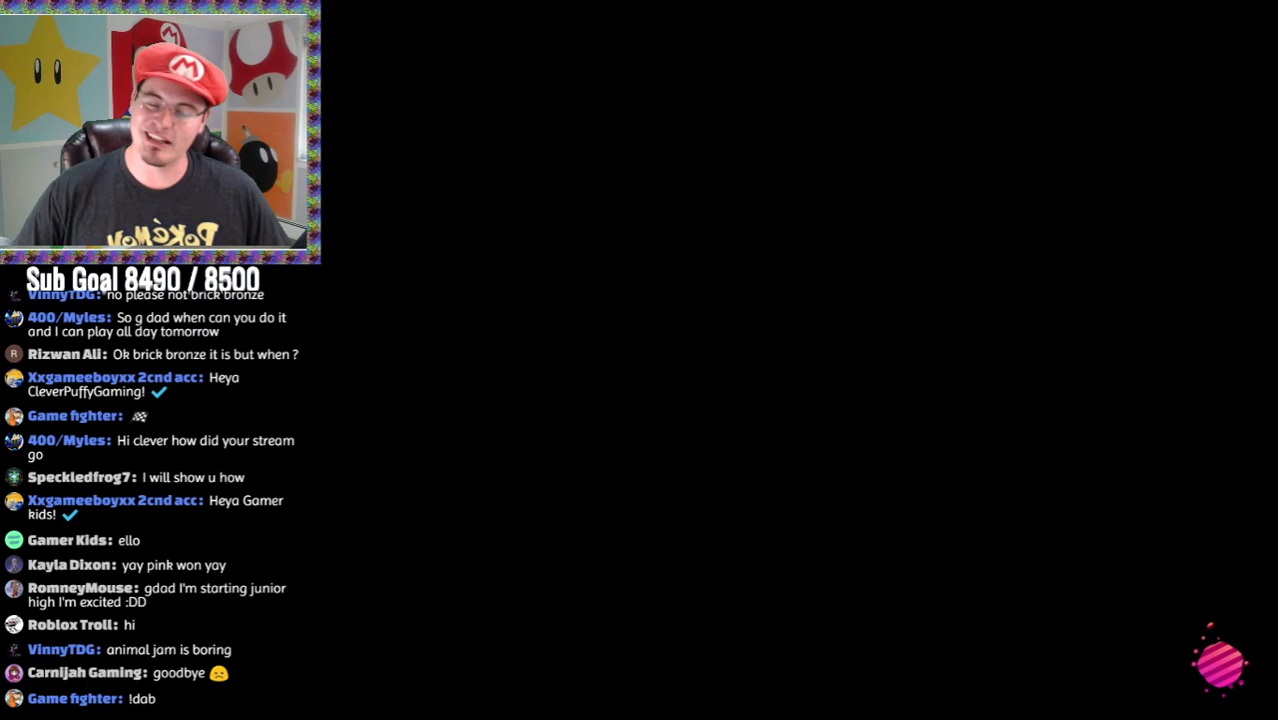 M
POKéMON
Sub Goal 8490 / 8500
VinnyTDG: no please not brick bronze
400/Myles: So g dad when can you do it
and I can play all day tomorrow
R Rizwan Ali: Ok brick bronze it is but when ?
Xxgameeboyxx 2cnd acc: Heya
CleverPuffyGaming!
Game fighter:
400/Myles: Hi clever how did your stream
go
Speckledfrog7: I will show u how
Xxgameeboyxx 2cnd acc: Heya Gamer
kids!
Gamer Kids: ello
Kayla Dixon: yay pink won yay
RomneyMouse: gdad I'm starting junior
high I'm excited :DD
Roblox Troll: hi
VinnyTDG: animal jam is boring
Carnijah Gaming: goodbye
Game fighter: !dab